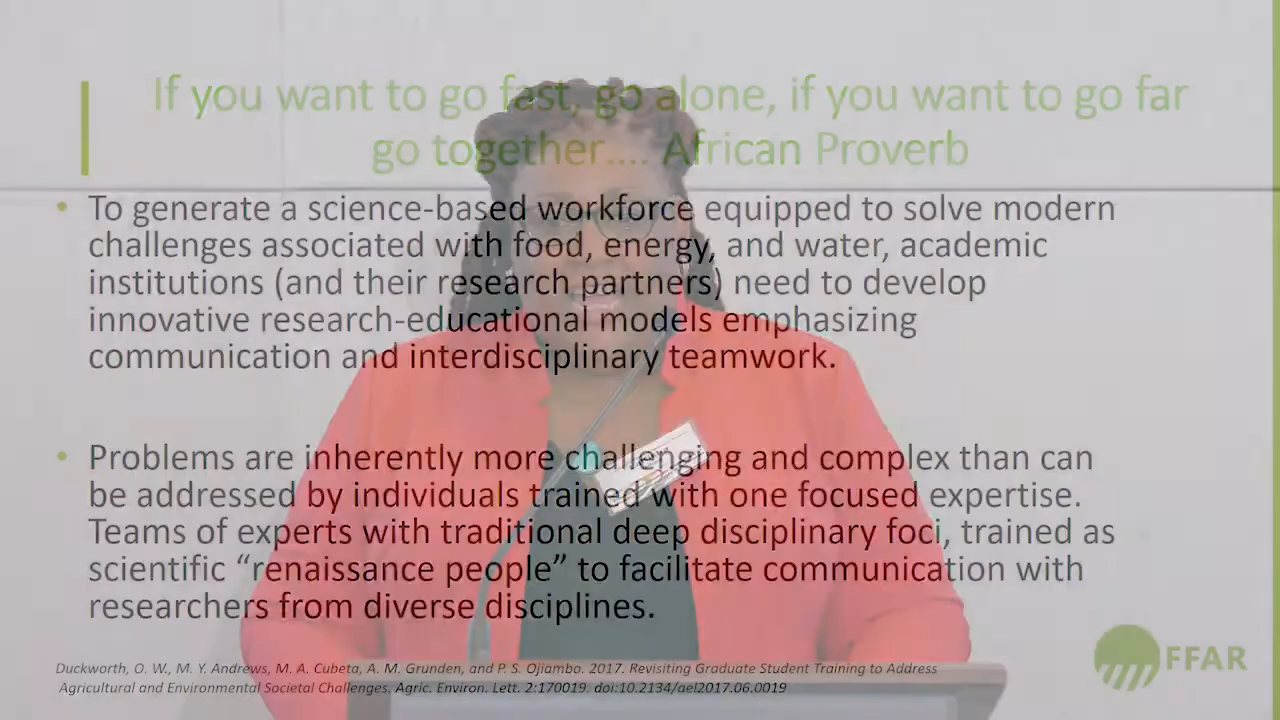 If you want to go fast, go alone, if you want to go far
go together.... African Proverb
• To generate a science-based workforce equipped to solve modern
challenges associated with food, energy, and water, academic
institutions (and their research partners) need to develop
innovative research-educational models emphasizing
communication and interdisciplinary teamwork.
• Problems are inherently more challenging and complex than can
be addressed by individuals trained with one focused expertise.
Teams of experts with traditional deep disciplinary foci, trained as
scientific “renaissance people” to facilitate communication with
researchers from diverse disciplines.
Duckworth, O. W., M. Y. Andrews, M. A. Cubeta, A. M. Grunden, and P. S. Ojiambo. 2017. Revisiting Graduate Student Training to Address
Agricultural and Environmental Societal Challenges. Agric. Environ. Lett. 2:170019. doi:10.2134/ael2017.06.0019
FFAR